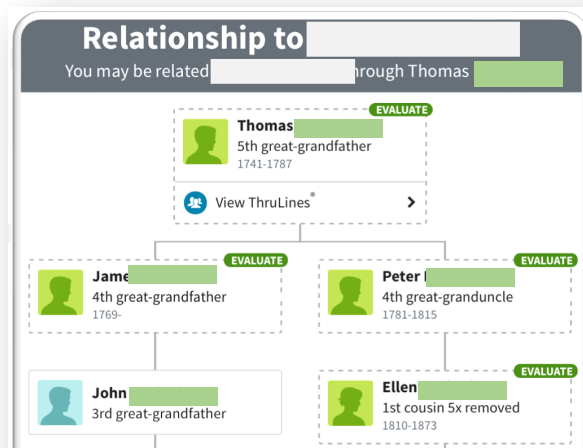 Relationship to
You may be related through Thomas
EVALUATE
Thomas
5th great-grandfather
1741-1787
View ThruLines®
EVALUATE
Jame
4th great-grandfather
1769-
EVALUATE
Peter
4th great-granduncle
1781-1815
John
3rd great-grandfather
EVALUATE
Ellen
1st cousin 5x removed
1810-1873